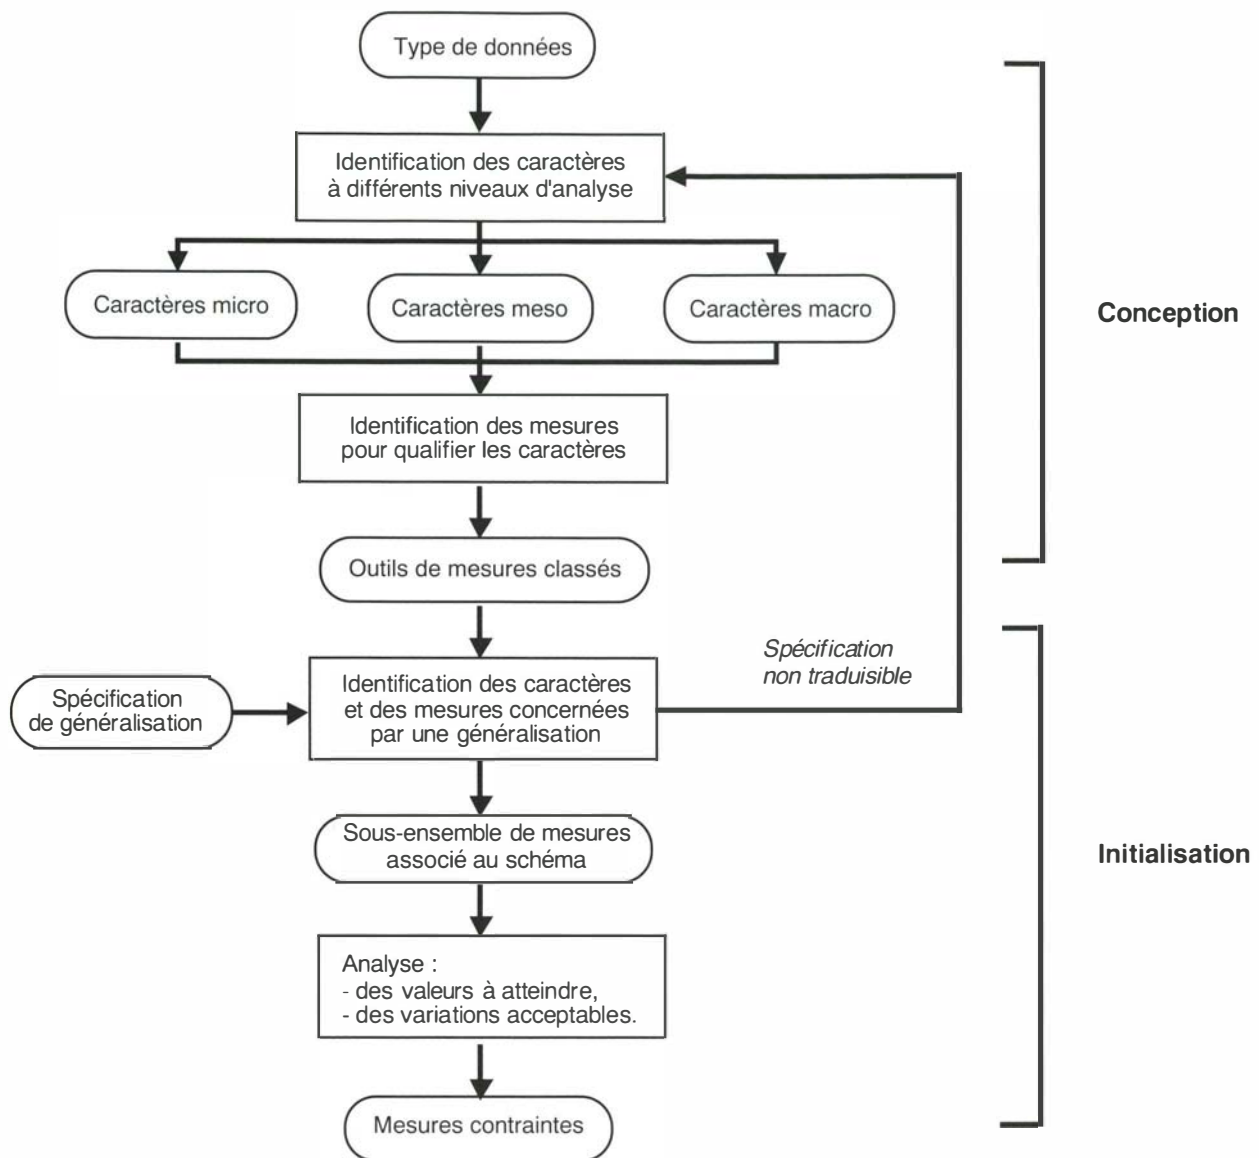 Type de données
Identification des caractères
à différents niveaux d'analyse
Caractères micro
Caractères meso
Caractères macro
Conception
Identification des mesures
pour qualifier les caractères
Outils de mesures classés
Spécification
non traduisible
Spécification
de généralisation
Identification des caractères
et des mesures concernées
par une généralisation
Sous-ensemble de mesures
associé au schéma
Initialisation
Analyse :
- des valeurs à atteindre,
- des variations acceptables.
Mesures contraintes